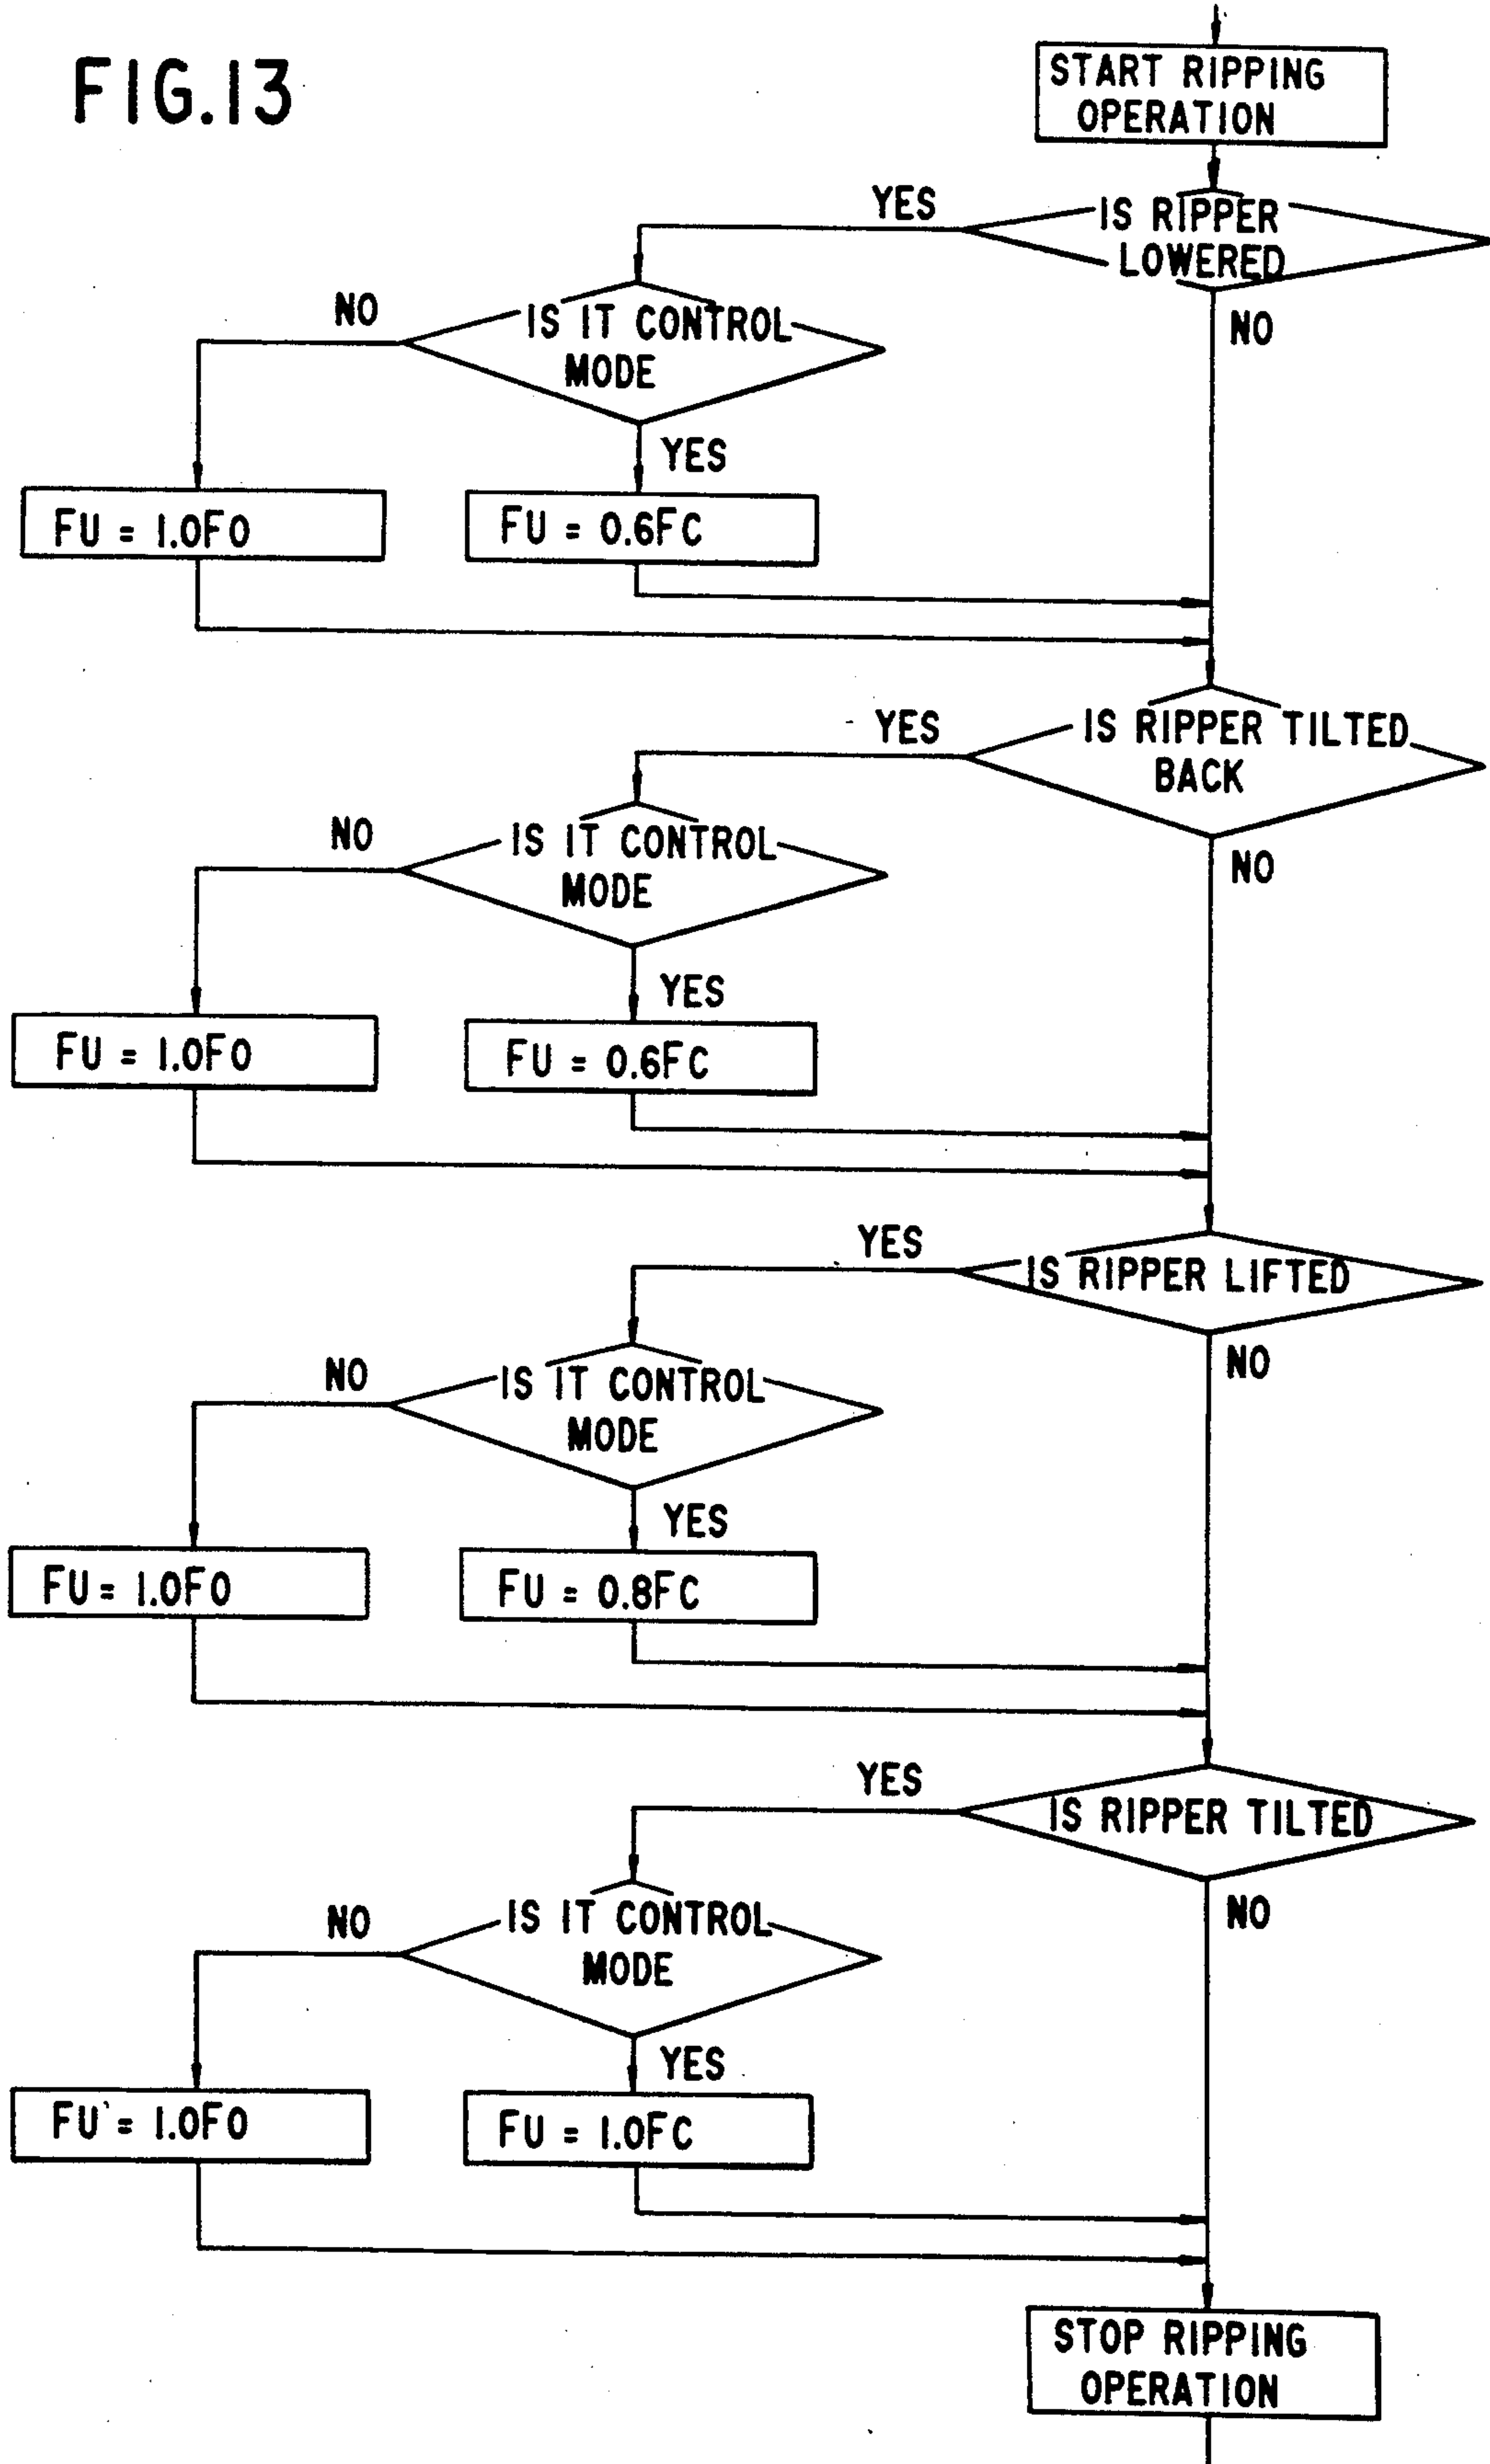 FIG.13
START RIPPING
OPERATION
YES
IS RIPPER
LOWERED
NO
NO
IS IT CONTROL
MODE
YES
FU = 1.0F0
FU = 0.6FC
YES
IS RIPPER TILTED
BACK
NO
NO
IS IT CONTROL
MODE
YES
FU = 1.0F0
FU = 0.6FC
YES
IS RIPPER LIFTED
NO
NO
IS IT CONTROL
MODE
YES
FU = 1.0F0
FU = 0.8FC
YES
IS RIPPER TILTED
NO
NO
IS IT CONTROL
MODE
YES
FU = 1.0F0
FU = 1.0FC
STOP RIPPING
OPERATION